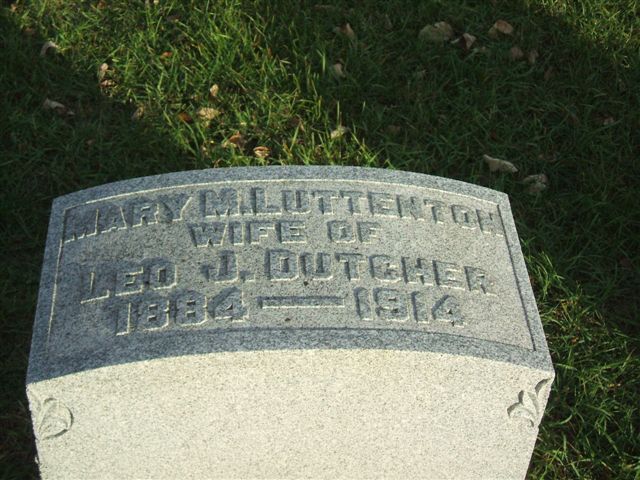 MARY M. LUTTENTON
WIFE OF
LEO J. DUTCHER
1884 — 1914